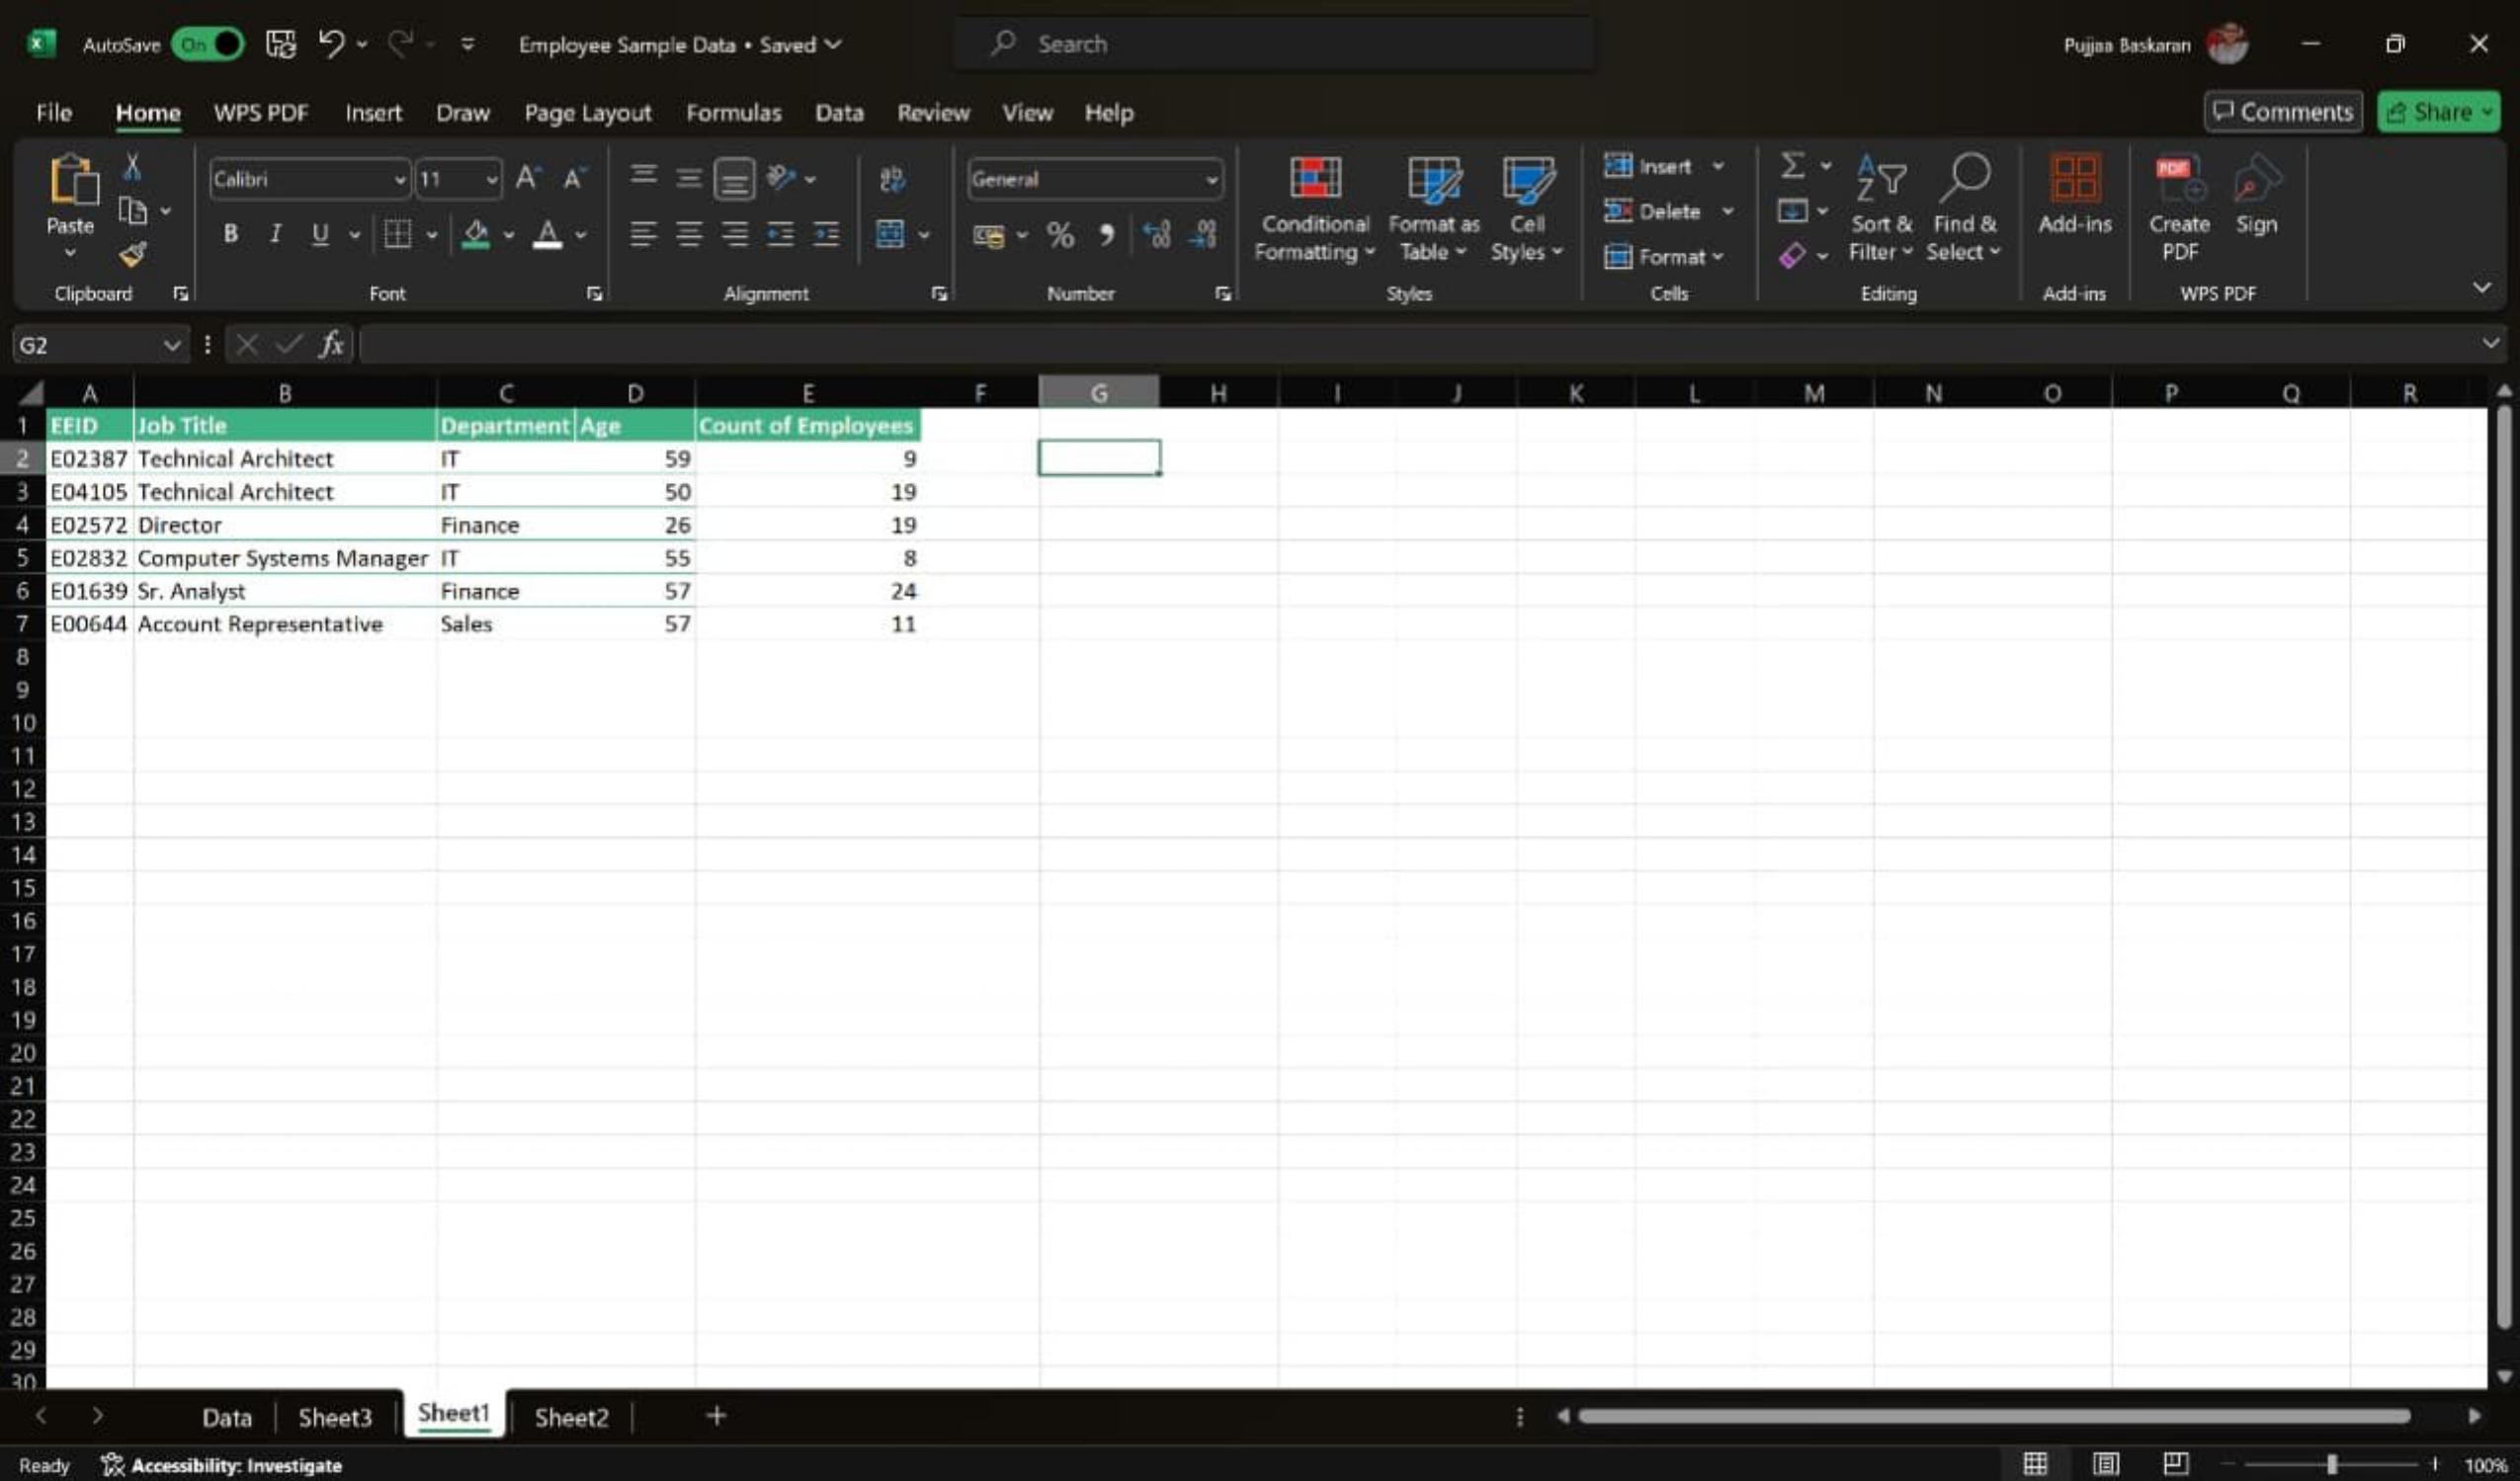 AutoSave On Employee Sample Data • Saved Search Pujjaa Baskaran
File Home WPS PDF Insert Draw Page Layout Formulas Data Review View Help Comments Share
Paste Calibri 11 General Conditional Formatting Format as Table Cell Styles Insert Delete Format Sort & Filter Find & Select Add-ins Create PDF Sign
B I U A % 9
Clipboard Font Alignment Number Styles Cells Editing Add-ins WPS PDF
G2 fx
A B C D E F G H I J K L M N O P Q R
1 EEID Job Title Department Age Count of Employees
2 E02387 Technical Architect IT 59 9
3 E04105 Technical Architect IT 50 19
4 E02572 Director Finance 26 19
5 E02832 Computer Systems Manager IT 55 8
6 E01639 Sr. Analyst Finance 57 24
7 E00644 Account Representative Sales 57 11
8
9
10
11
12
13
14
15
16
17
18
19
20
21
22
23
24
25
26
27
28
29
30
Data Sheet3 Sheet1 Sheet2
Ready Accessibility: Investigate 100%